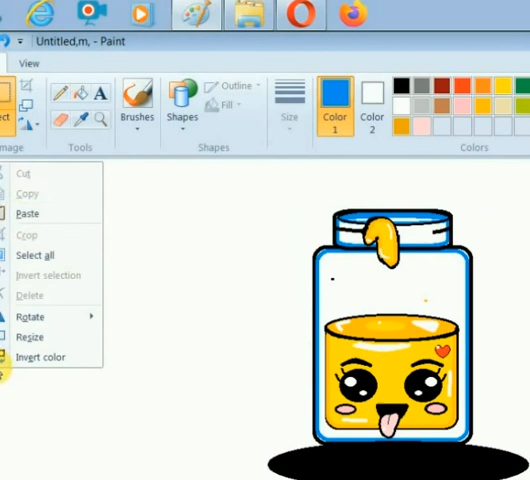 Untitled,m, - Paint
View
Outline
Fill
A
Brushes
Shapes
Size
Color
1
Color
2
Tools
Shapes
Colors
Cut
Copy
Paste
Crop
Select all
Invert selection
Delete
Rotate
Resize
Invert color